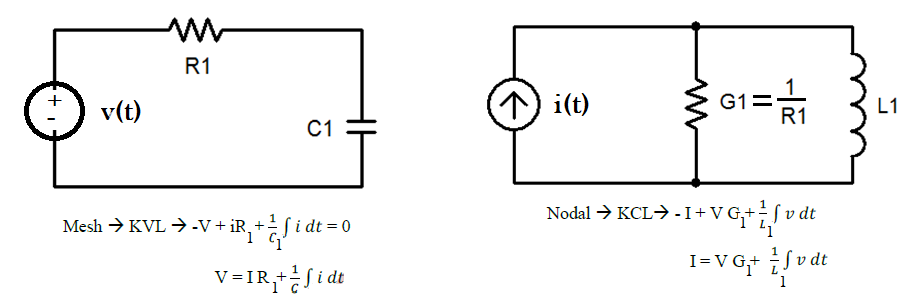 R1
+
-
v(t)
C1
Mesh → KVL → -V + iR₁ + 1/C₁ ∫ i dt = 0
V = I R₁ + 1/C ∫ i dt
i(t)
G1 = 1/R1
L1
Nodal → KCL → - I + V G₁ + 1/L₁ ∫ v dt
I = V G₁ + 1/L₁ ∫ v dt